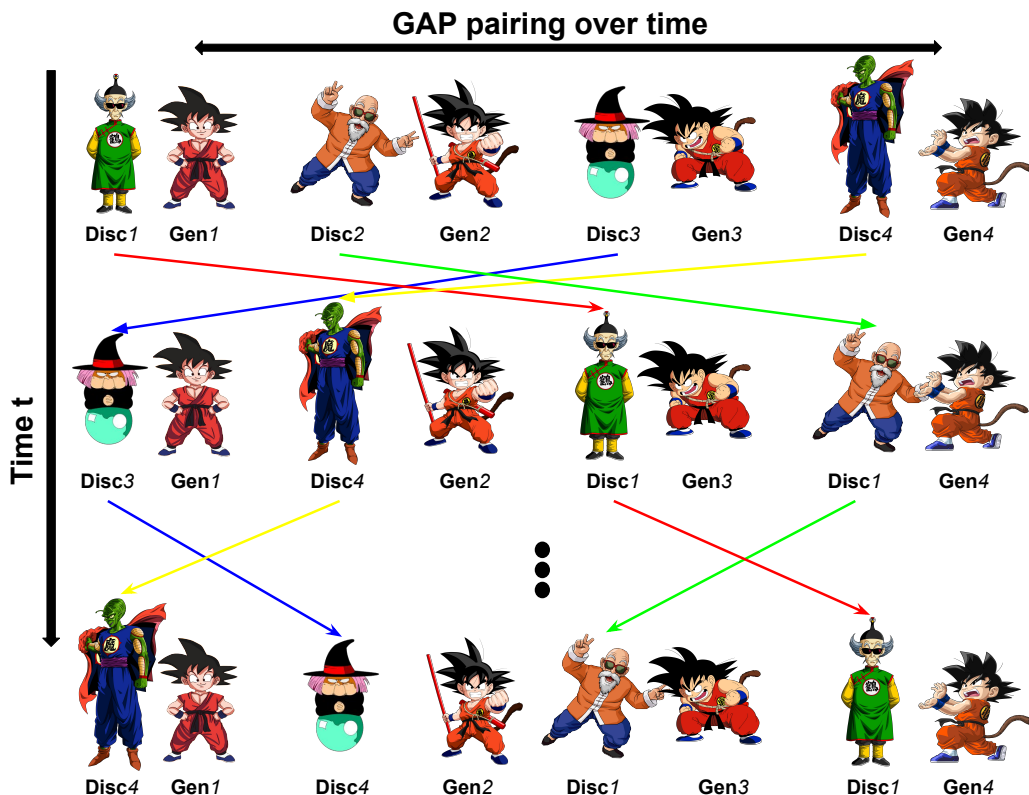 GAP pairing over time
Time t
Disc1 Gen1 Disc2 Gen2 Disc3 Gen3 Disc4 Gen4
Disc3 Gen1 Disc4 Gen2 Disc1 Gen3 Disc1 Gen4
Disc4 Gen1 Disc4 Gen2 Disc1 Gen3 Disc1 Gen4